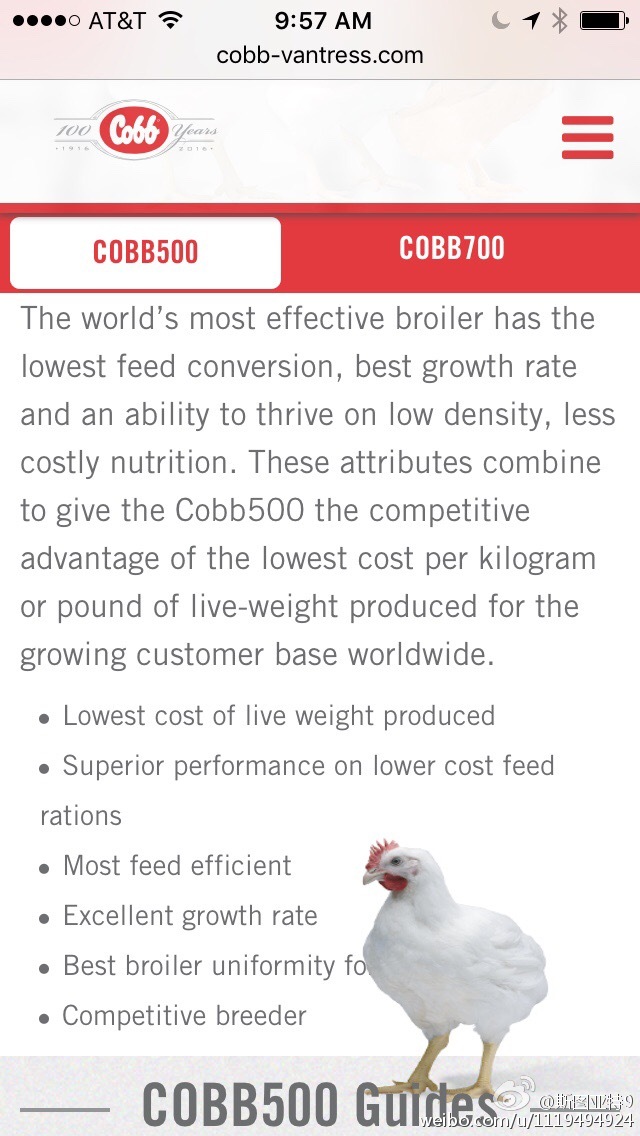 AT&T 9:57 AM
cobb-vantress.com
100 Cobb Years
1916 2016
COBB500 COBB700
The world's most effective broiler has the
lowest feed conversion, best growth rate
and an ability to thrive on low density, less
costly nutrition. These attributes combine
to give the Cobb500 the competitive
advantage of the lowest cost per kilogram
or pound of live-weight produced for the
growing customer base worldwide.
• Lowest cost of live weight produced
• Superior performance on lower cost feed
rations
• Most feed efficient
• Excellent growth rate
• Best broiler uniformity fo
• Competitive breeder
COBB500 Guides
weibo.com/u/1119494924